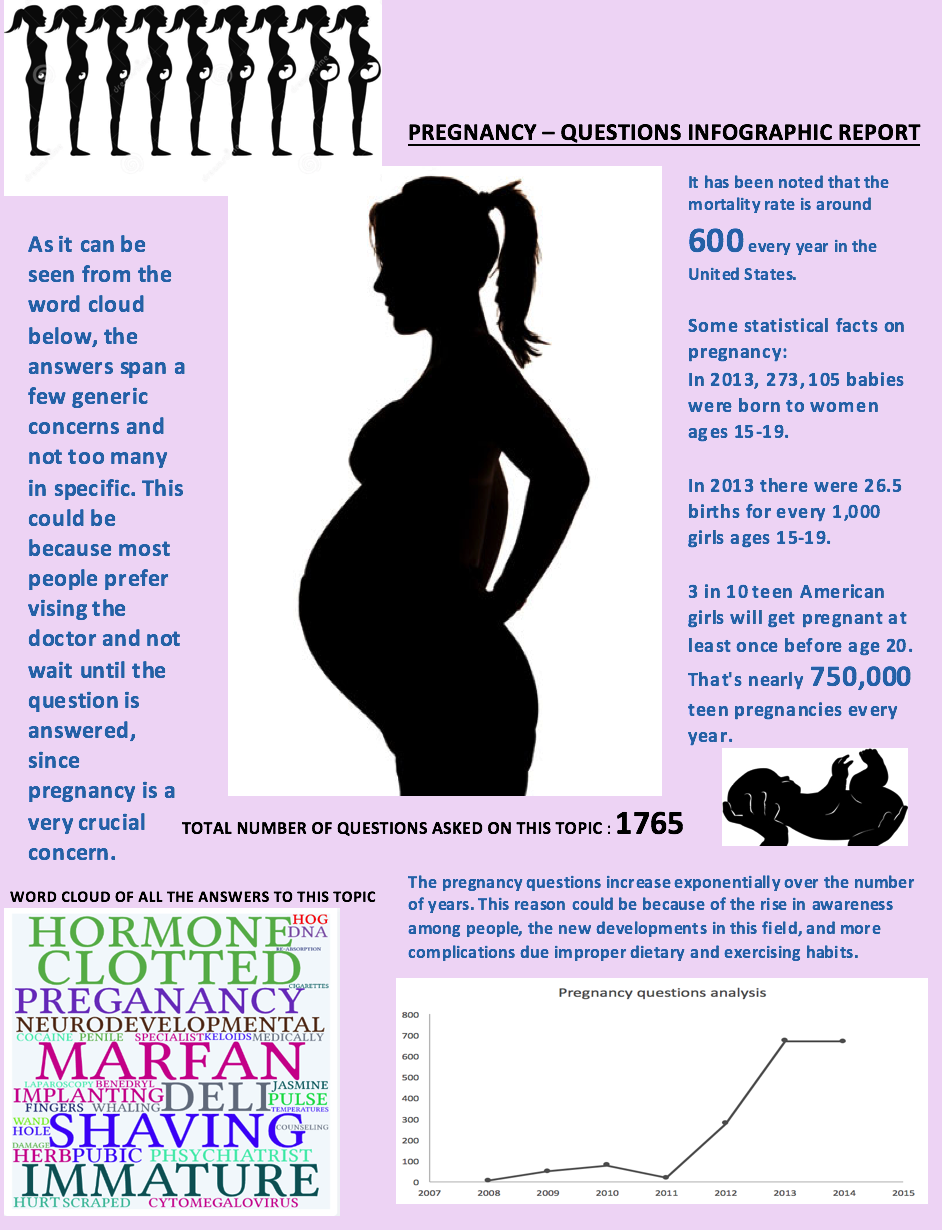 PREGNANCY – QUESTIONS INFOGRAPHIC REPORT
It has been noted that the
mortality rate is around
600 every year in the
United States.
Some statistical facts on
pregnancy:
In 2013, 273,105 babies
were born to women
ages 15-19.
In 2013 there were 26.5
births for every 1,000
girls ages 15-19.
3 in 10 teen American
girls will get pregnant at
least once before age 20.
That's nearly 750,000
teen pregnancies every
year.
As it can be
seen from the
word cloud
below, the
answers span a
few generic
concerns and
not too many
in specific. This
could be
because most
people prefer
vising the
doctor and not
wait until the
question is
answered,
since
pregnancy is a
very crucial
concern.
TOTAL NUMBER OF QUESTIONS ASKED ON THIS TOPIC : 1765
WORD CLOUD OF ALL THE ANSWERS TO THIS TOPIC
HORMONE HOG
DNA
RE-ABSORPTION
CLOTTED
CIGARETTES
PREGANANCY
NEURODEVELOPMENTAL
COCAINE PENILE SPECIALIST KELOIDS MEDICALLY
MARFAN
LAPAROSCOPY BENEDRYL DELI JASMINE
IMPLANTING PULSE
FINGERS WHALING TEMPERATURES
WAND SHAVING COUNSELING
HOLE
DAMAGE
HERB PUBIC PHSYCHIATRIST
IMMATURE
HURT SCRAPED CYTOMEGALOVIRUS
The pregnancy questions increase exponentially over the number
of years. This reason could be because of the rise in awareness
among people, the new developments in this field, and more
complications due improper dietary and exercising habits.
Pregnancy questions analysis
800
700
600
500
400
300
200
100
0
2007 2008 2009 2010 2011 2012 2013 2014 2015